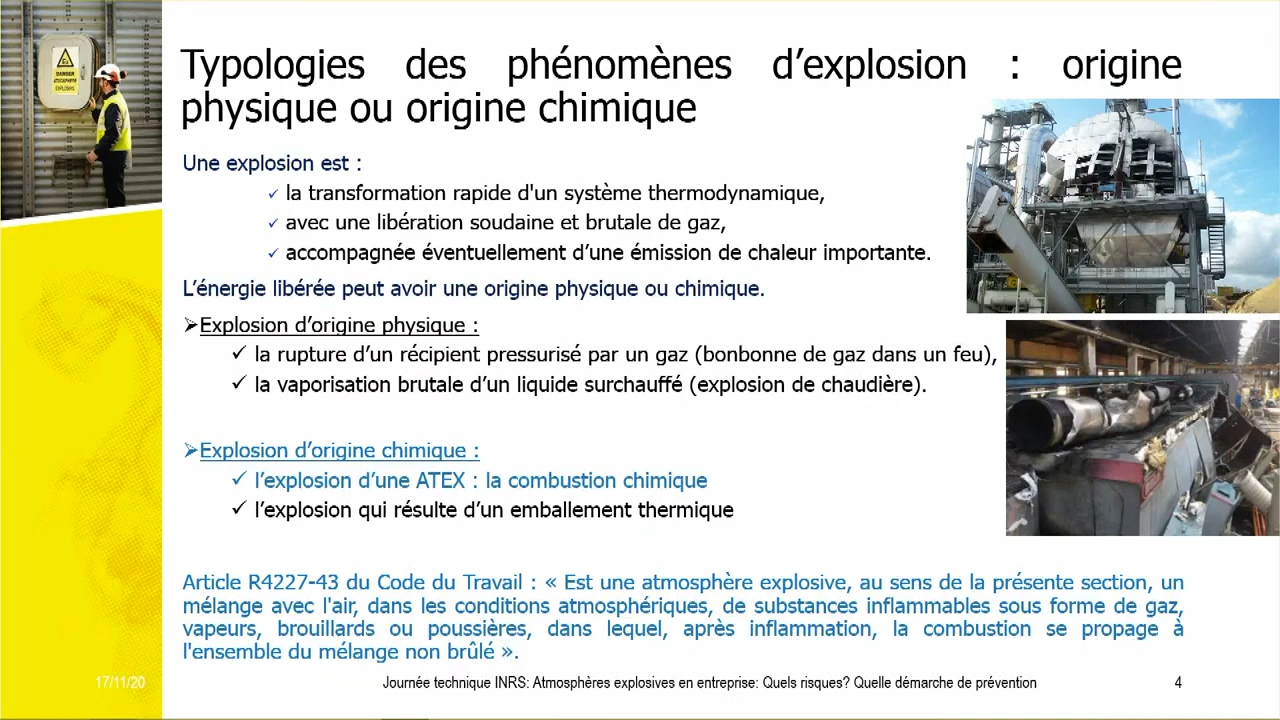 DANGER
Typologies des phénomènes d’explosion : origine
physique ou origine chimique
Une explosion est :
✓ la transformation rapide d'un système thermodynamique,
✓ avec une libération soudaine et brutale de gaz,
✓ accompagnée éventuellement d’une émission de chaleur importante.
L’énergie libérée peut avoir une origine physique ou chimique.
➢Explosion d’origine physique :
✓ la rupture d’un récipient pressurisé par un gaz (bonbonne de gaz dans un feu),
✓ la vaporisation brutale d’un liquide surchauffé (explosion de chaudière).
➢Explosion d’origine chimique :
✓ l’explosion d’une ATEX : la combustion chimique
✓ l’explosion qui résulte d’un emballement thermique
Article R4227-43 du Code du Travail : « Est une atmosphère explosive, au sens de la présente section, un
mélange avec l'air, dans les conditions atmosphériques, de substances inflammables sous forme de gaz,
vapeurs, brouillards ou poussières, dans lequel, après inflammation, la combustion se propage à
l'ensemble du mélange non brûlé ».
17/11/20
Journée technique INRS: Atmosphères explosives en entreprise: Quels risques? Quelle démarche de prévention
4